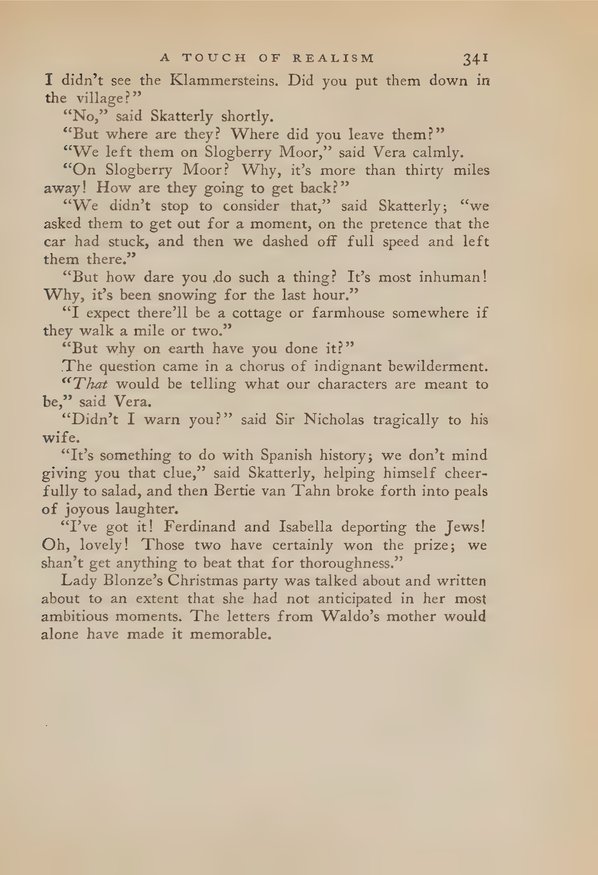 A TOUCH OF REALISM 341
I didn't see the Klammersteins. Did you put them down in
the village?"
"No," said Skatterly shortly.
"But where are they? Where did you leave them?"
"We left them on Slogberry Moor," said Vera calmly.
"On Slogberry Moor? Why, it's more than thirty miles
away! How are they going to get back?"
"We didn't stop to consider that," said Skatterly; "we
asked them to get out for a moment, on the pretence that the
car had stuck, and then we dashed off full speed and left
them there."
"But how dare you do such a thing? It's most inhuman!
Why, it's been snowing for the last hour."
"I expect there'll be a cottage or farmhouse somewhere if
they walk a mile or two."
"But why on earth have you done it?"
The question came in a chorus of indignant bewilderment.
"That would be telling what our characters are meant to
be," said Vera.
"Didn't I warn you?" said Sir Nicholas tragically to his
wife.
"It's something to do with Spanish history; we don't mind
giving you that clue," said Skatterly, helping himself cheer-
fully to salad, and then Bertie van Tahn broke forth into peals
of joyous laughter.
"I've got it! Ferdinand and Isabella deporting the Jews!
Oh, lovely! Those two have certainly won the prize; we
shan't get anything to beat that for thoroughness."
Lady Blonze's Christmas party was talked about and written
about to an extent that she had not anticipated in her most
ambitious moments. The letters from Waldo's mother would
alone have made it memorable.